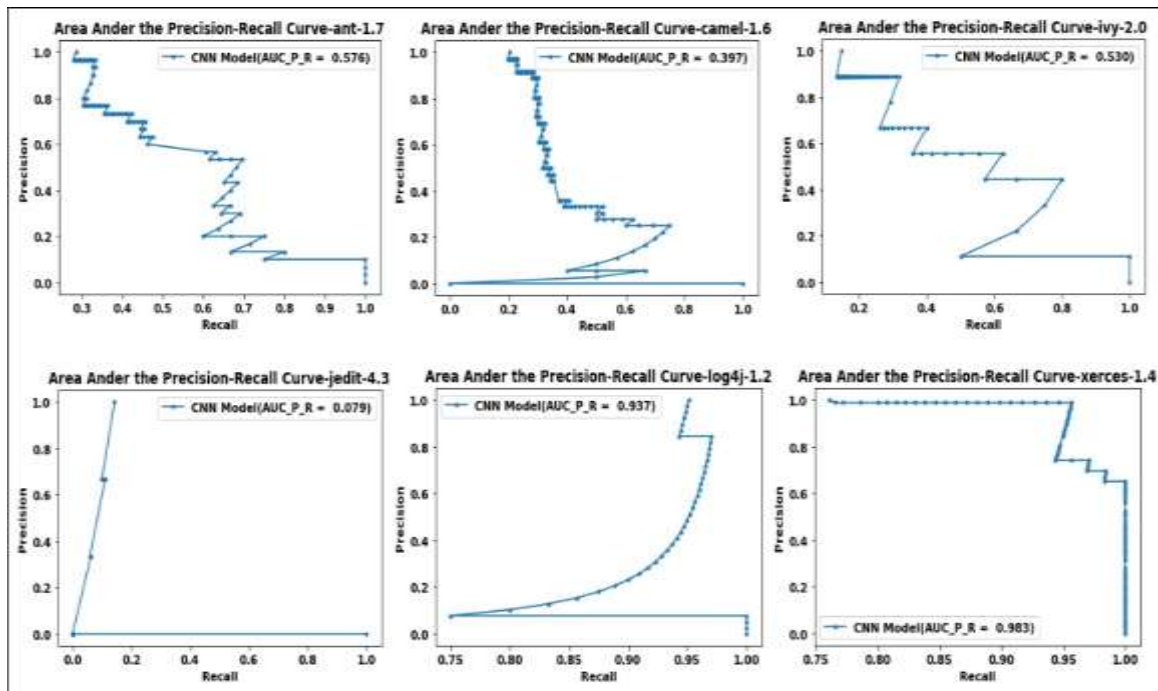 Area Ander the Precision-Recall Curve-ant-1.7
CNN Model(AUC_P_R = 0.576)
1.0
0.8
0.6
0.4
0.2
0.0
Precision
0.3 0.4 0.5 0.6 0.7 0.8 0.9 1.0
Recall
Area Ander the Precision-Recall Curve-camel-1.6
CNN Model(AUC_P_R = 0.397)
1.0
0.8
0.6
0.4
0.2
0.0
Precision
0.0 0.2 0.4 0.6 0.8 1.0
Recall
Area Ander the Precision-Recall Curve-ivy-2.0
CNN Model(AUC_P_R = 0.530)
1.0
0.8
0.6
0.4
0.2
0.0
Precision
0.2 0.4 0.6 0.8 1.0
Recall
Area Ander the Precision-Recall Curve-jedit-4.3
CNN Model(AUC_P_R = 0.079)
1.0
0.8
0.6
0.4
0.2
0.0
Precision
0.0 0.2 0.4 0.6 0.8 1.0
Recall
Area Ander the Precision-Recall Curve-log4j-1.2
CNN Model(AUC_P_R = 0.937)
1.0
0.8
0.6
0.4
0.2
0.0
Precision
0.75 0.80 0.85 0.90 0.95 1.00
Recall
Area Ander the Precision-Recall Curve-xerces-1.4
1.0
0.8
0.6
0.4
0.2
0.0
Precision
CNN Model(AUC_P_R = 0.983)
0.75 0.80 0.85 0.90 0.95 1.00
Recall